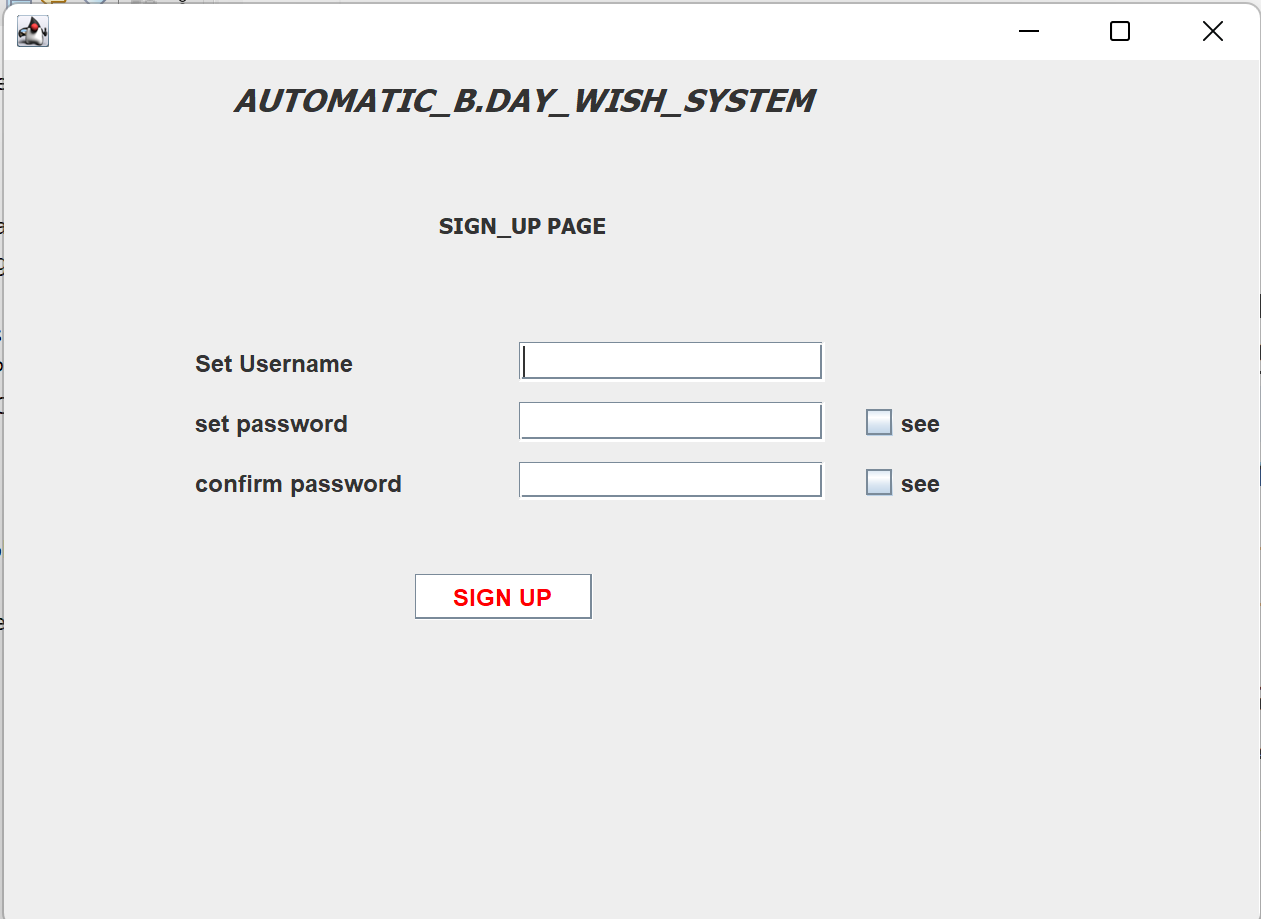 AUTOMATIC_B.DAY_WISH_SYSTEM
SIGN_UP PAGE
Set Username
set password see
confirm password see
SIGN UP